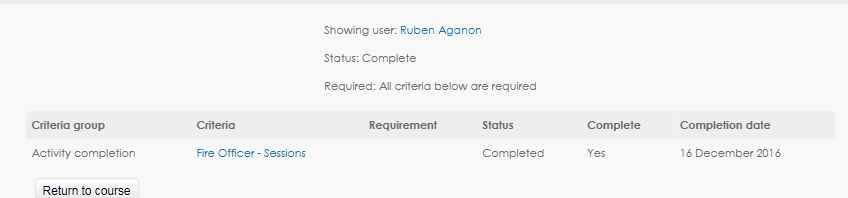 Showing user: Ruben Aganon
Status: Complete
Required: All criteria below are required
Criteria group Criteria Requirement Status Complete Completion date
Activity completion Fire Officer - Sessions Completed Yes 16 December 2016
Return to course